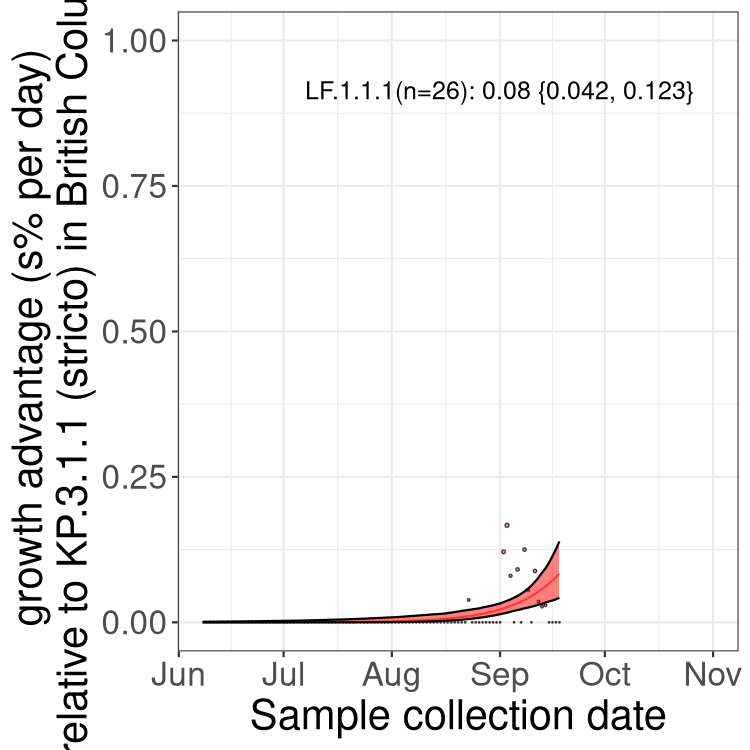 growth advantage (s% per day)
relative to KP.3.1.1 (stricto) in British Colu
1.00
0.75
0.50
0.25
0.00
LF.1.1.1(n=26): 0.08 {0.042, 0.123}
Jun Jul Aug Sep Oct Nov
Sample collection date